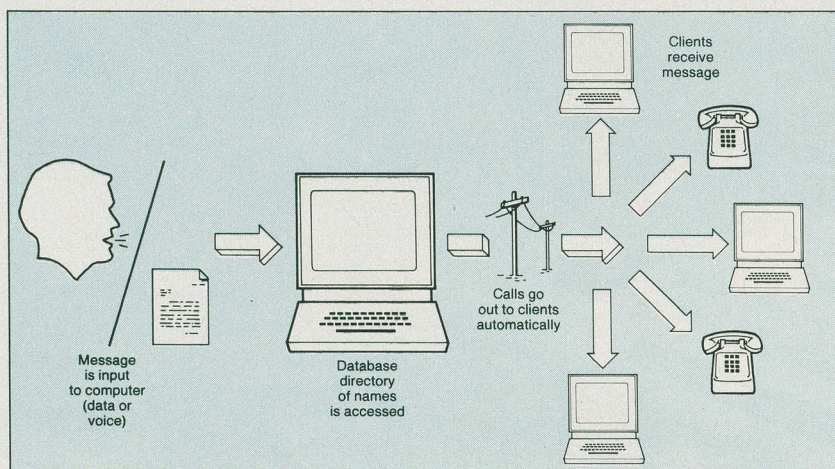 Message
is input
to computer
(data or
voice)
Database
directory
of names
is accessed
Calls go
out to clients
automatically
Clients
receive
message